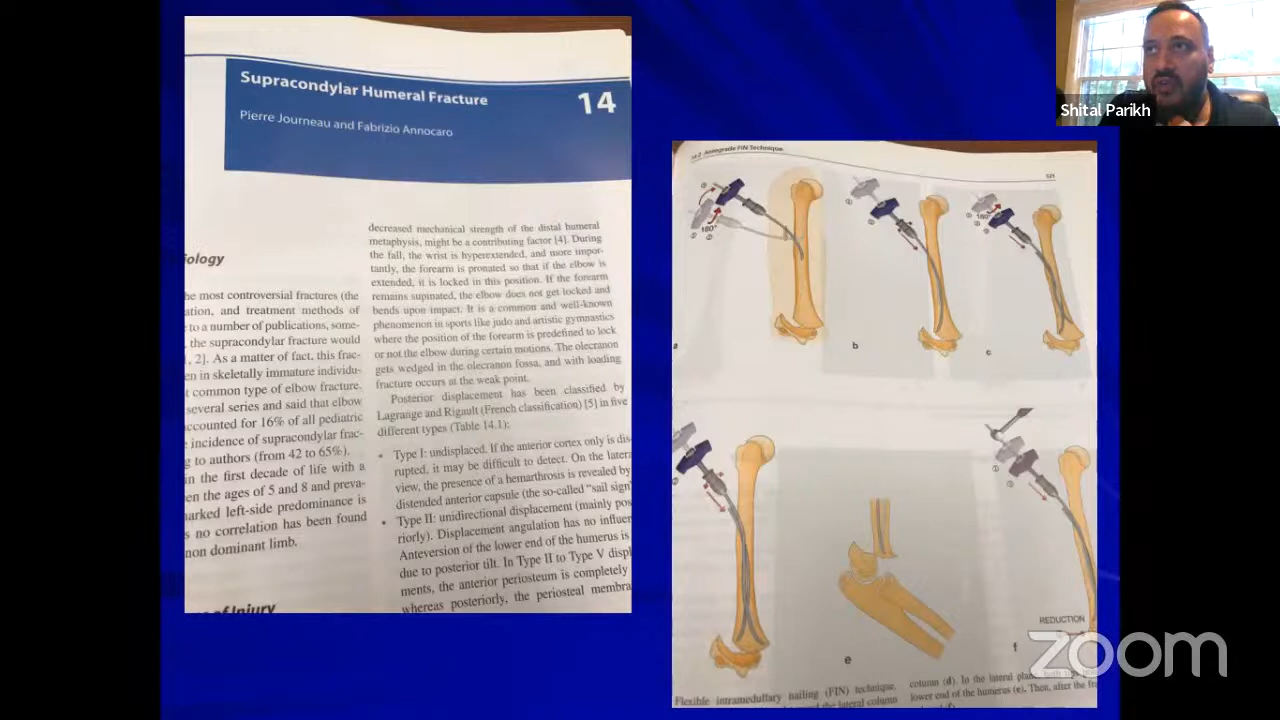 Supracondylar Humeral Fracture
14
Pierre Journeau and Fabrizio Annocaro
iology
he most controversial fractures (the
ation, and treatment methods of
to a number of publications, some-
the supracondylar fracture would
, 2]. As a matter of fact, this frac-
en in skeletally immature individu-
t common type of elbow fracture.
several series and said that elbow
ccounted for 16% of all pediatric
incidence of supracondylar frac-
g to authors (from 42 to 65%).
in the first decade of life with a
en the ages of 5 and 8 and preva-
arked left-side predominance is
s no correlation has been found
non dominant limb.
of Injury
decreased mechanical strength of the distal humeral
metaphysis, might be a contributing factor [4]. During
the fall, the wrist is hyperextended, and more impor-
tantly, the forearm is pronated so that if the elbow is
extended, it is locked in this position. If the forearm
remains supinated, the elbow does not get locked and
bends upon impact. It is a common and well-known
phenomenon in sports like judo and artistic gymnastics
where the position of the forearm is predefined to lock
or not the elbow during certain motions. The olecranon
gets wedged in the olecranon fossa, and with loading
fracture occurs at the weak point.
Posterior displacement has been classified by
Lagrange and Rigault (French classification) [5] in five
different types (Table 14.1):
• Type I: undisplaced. If the anterior cortex only is dis-
rupted, it may be difficult to detect. On the latera
view, the presence of a hemarthrosis is revealed by
distended anterior capsule (the so-called “sail sign”
• Type II: unidirectional displacement (mainly pos
riorly). Displacement angulation has no influen
Anteversion of the lower end of the humerus is
due to posterior tilt. In Type II to Type V displ
ments, the anterior periosteum is completely
whereas posteriorly, the periosteal membra
Antegrade FIN Technique
180°
a
b
180°
c
e
REDUCTION
f
Flexible intramedullary nailing (FIN) technique.
the lateral column
column (d). In the lateral plane
lower end of the humerus (e). Then, after the fr
Shital Parikh
zoom